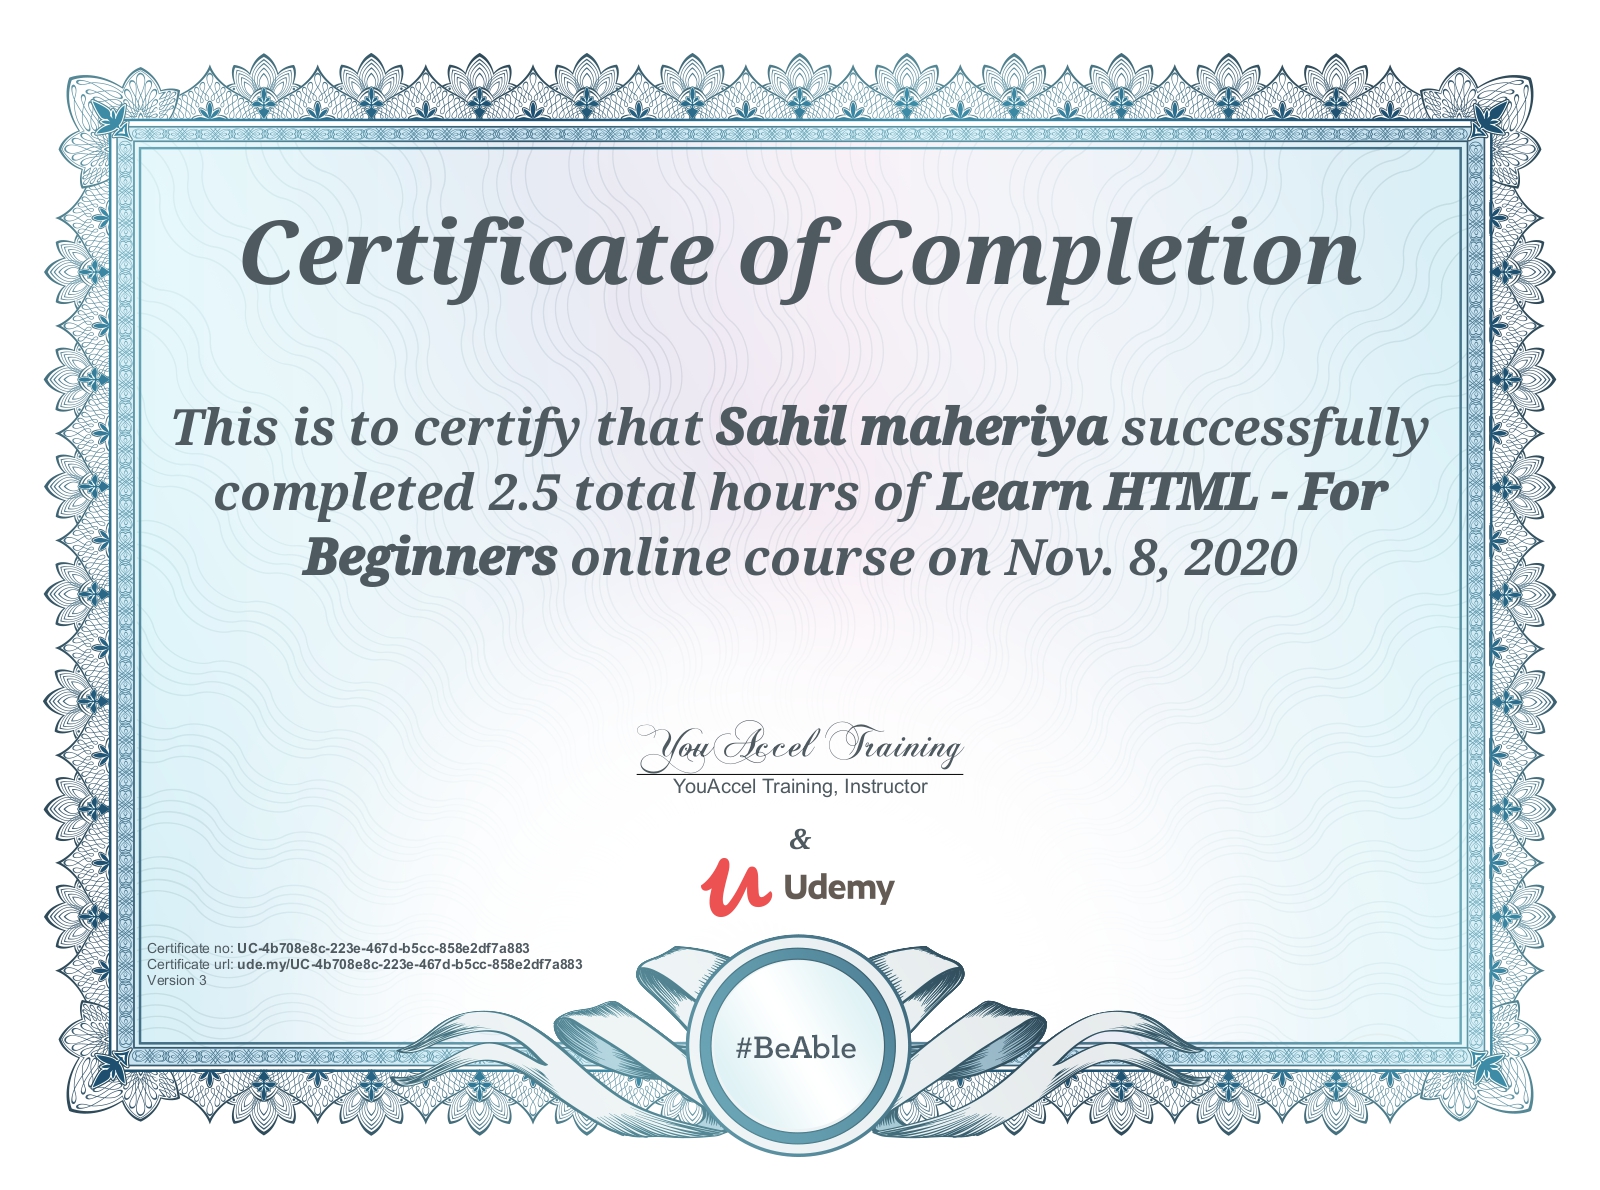 Certificate of Completion
This is to certify that Sahil maheriya successfully
completed 2.5 total hours of Learn HTML - For
Beginners online course on Nov. 8, 2020
YouAccel Training
YouAccel Training, Instructor
&
Udemy
Certificate no: UC-4b708e8c-223e-467d-b5cc-858e2df7a883
Certificate url: ude.my/UC-4b708e8c-223e-467d-b5cc-858e2df7a883
Version 3
#BeAble